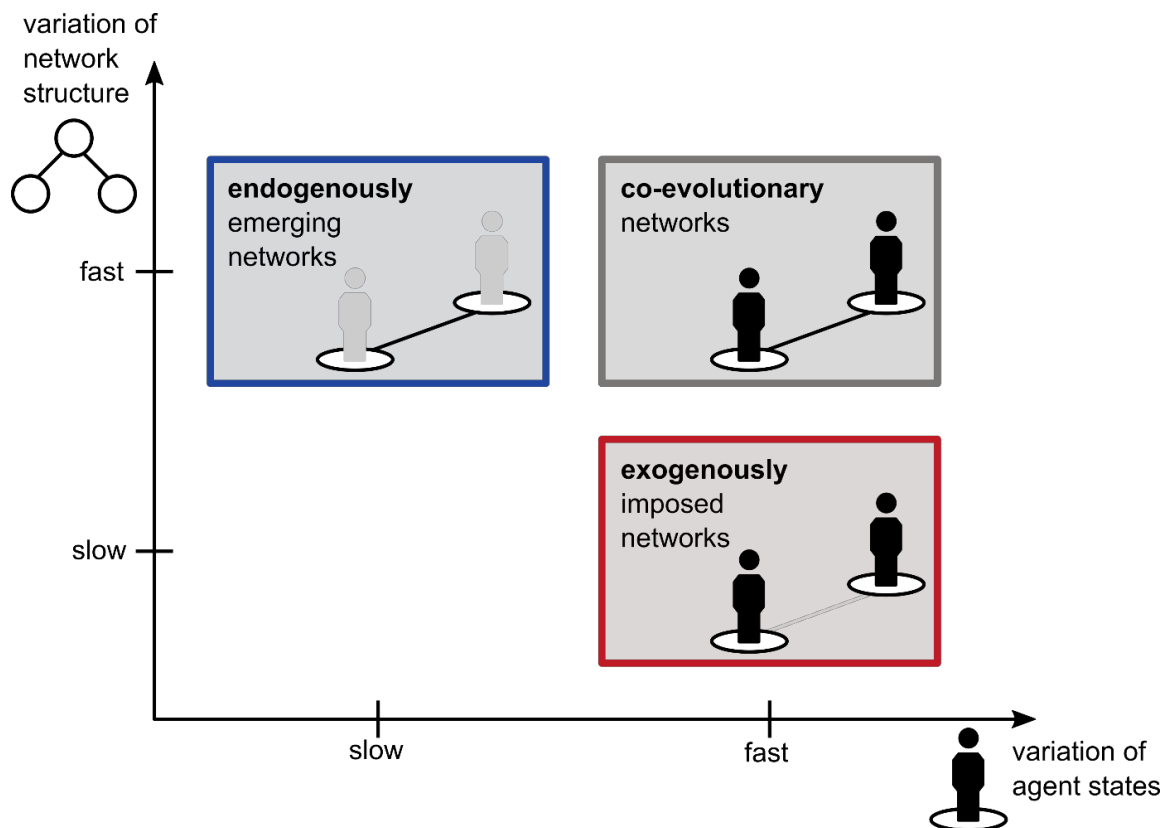 variation of
network
structure
endogenously
emerging
networks
co-evolutionary
networks
fast
exogenously
imposed
networks
slow
slow
fast
variation of
agent states